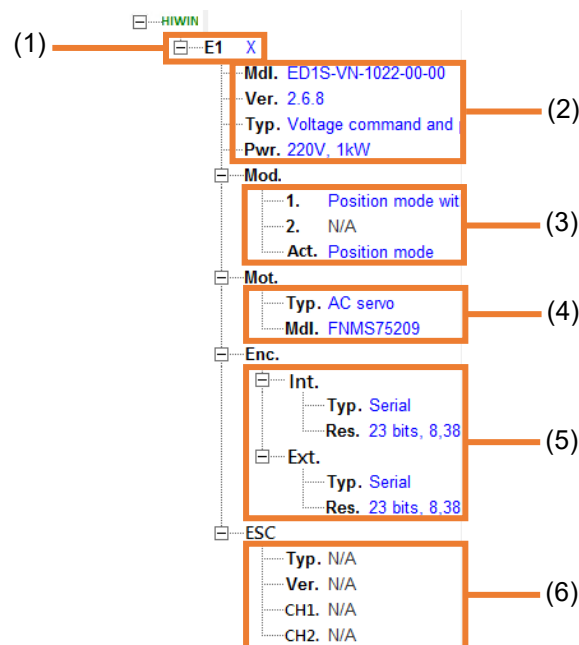 HIWIN
(1) E1 X
Mdl. ED1S-VN-1022-00-00
Ver. 2.6.8
(2)
Typ. Voltage command and
Pwr. 220V, 1kW
Mod.
1. Position mode wit
2. N/A
(3)
Act. Position mode
Mot.
Typ. AC servo
(4)
Mdl. FNMS75209
Enc.
Int.
Typ. Serial
Res. 23 bits, 8,38
(5)
Ext.
Typ. Serial
Res. 23 bits, 8,38
ESC
Typ. N/A
Ver. N/A
(6)
CH1. N/A
CH2. N/A